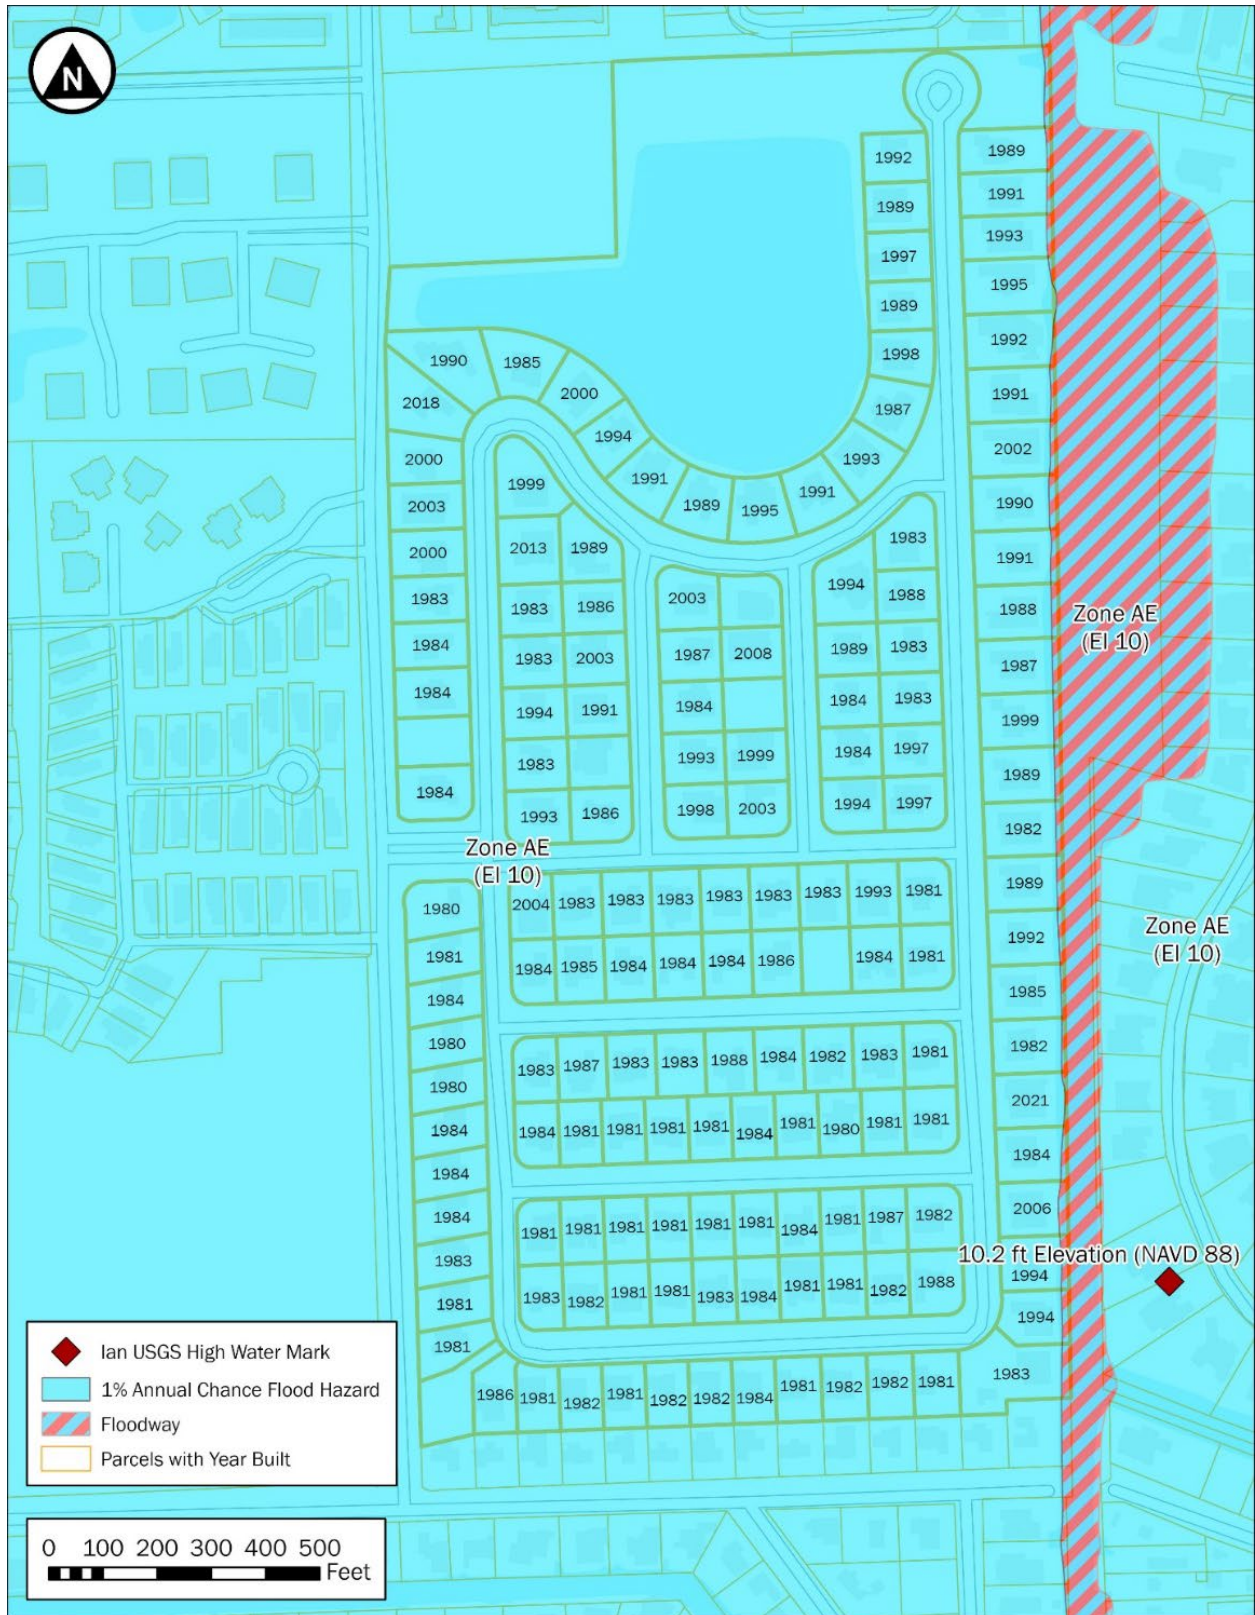 N
1992 1989
1989 1991
1997 1993
1989 1995
1998 1992
1990 1985 2000
2018 1994 1987 1991
2000 1991 1989 1995 1991 1993 2002
2003 1999 1990
2000 2013 1989 1983 1991
1983 1983 1986 2003 1994 1988 1988
1984 1983 2003 1987 2008 1989 1983 1987
1984 1994 1991 1984 1984 1983 1999
1983 1993 1999 1984 1997 1989
1984 1993 1986 1998 2003 1994 1997 1982
Zone AE
(El 10)
Zone AE
(El 10)
Zone AE
(El 10)
1980 2004 1983 1983 1983 1983 1983 1983 1993 1981 1989
1981 1984 1985 1984 1984 1984 1986 1984 1981 1992
1984 1985
1980 1983 1987 1983 1983 1988 1984 1982 1983 1981 1982
1980 2021
1984 1984 1981 1981 1981 1981 1984 1981 1980 1981 1981 1984
1984
1984 1981 1981 1981 1981 1981 1981 1984 1981 1987 1982 2006
10.2 ft Elevation (NAVD 88)
1983 1994
1981 1983 1982 1981 1981 1983 1984 1981 1981 1982 1988 1994
1981
1986 1981 1982 1981 1982 1982 1984 1981 1982 1982 1981 1983
Ian USGS High Water Mark
1% Annual Chance Flood Hazard
Floodway
Parcels with Year Built
0 100 200 300 400 500
Feet